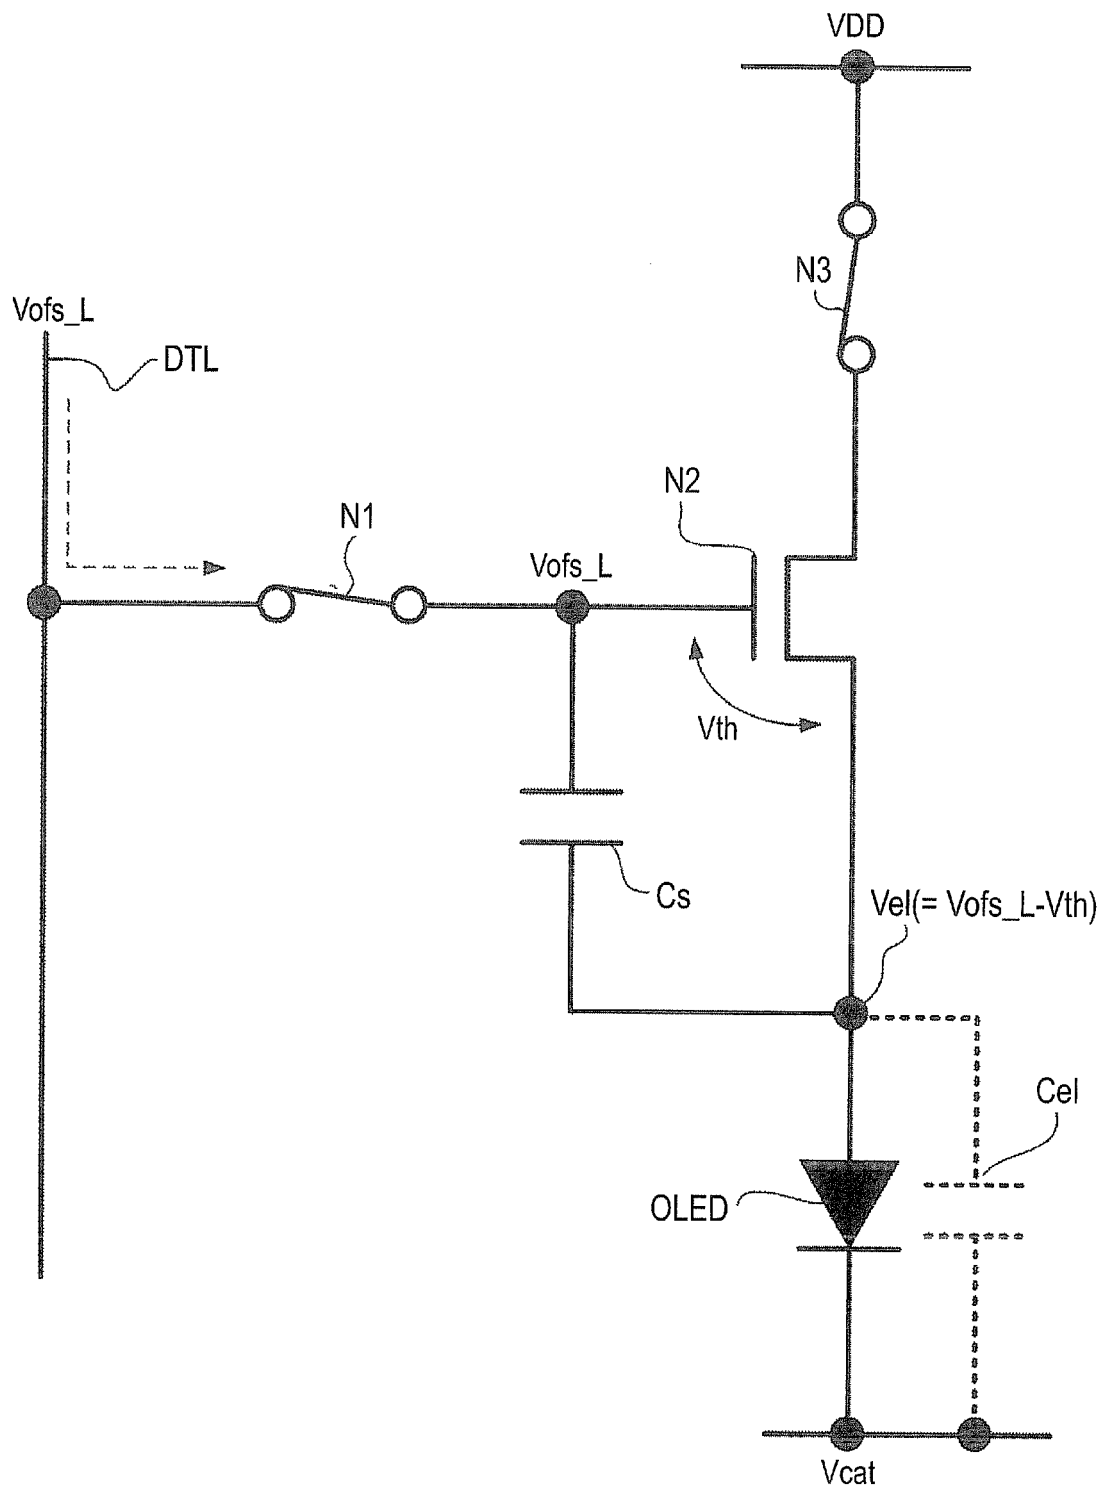 VDD
N3
Vofs_L
DTL
N2
N1
Vofs_L
Vth
Cs
Vel(= Vofs_L-Vth)
Cel
OLED
Vcat